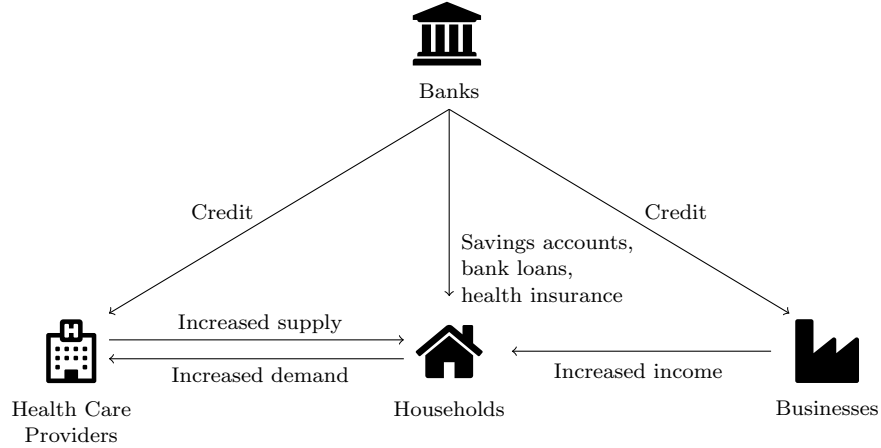 Banks
Credit
Credit
Savings accounts,
bank loans,
health insurance
Increased supply
Increased demand
Increased income
Health Care
Providers
Households
Businesses